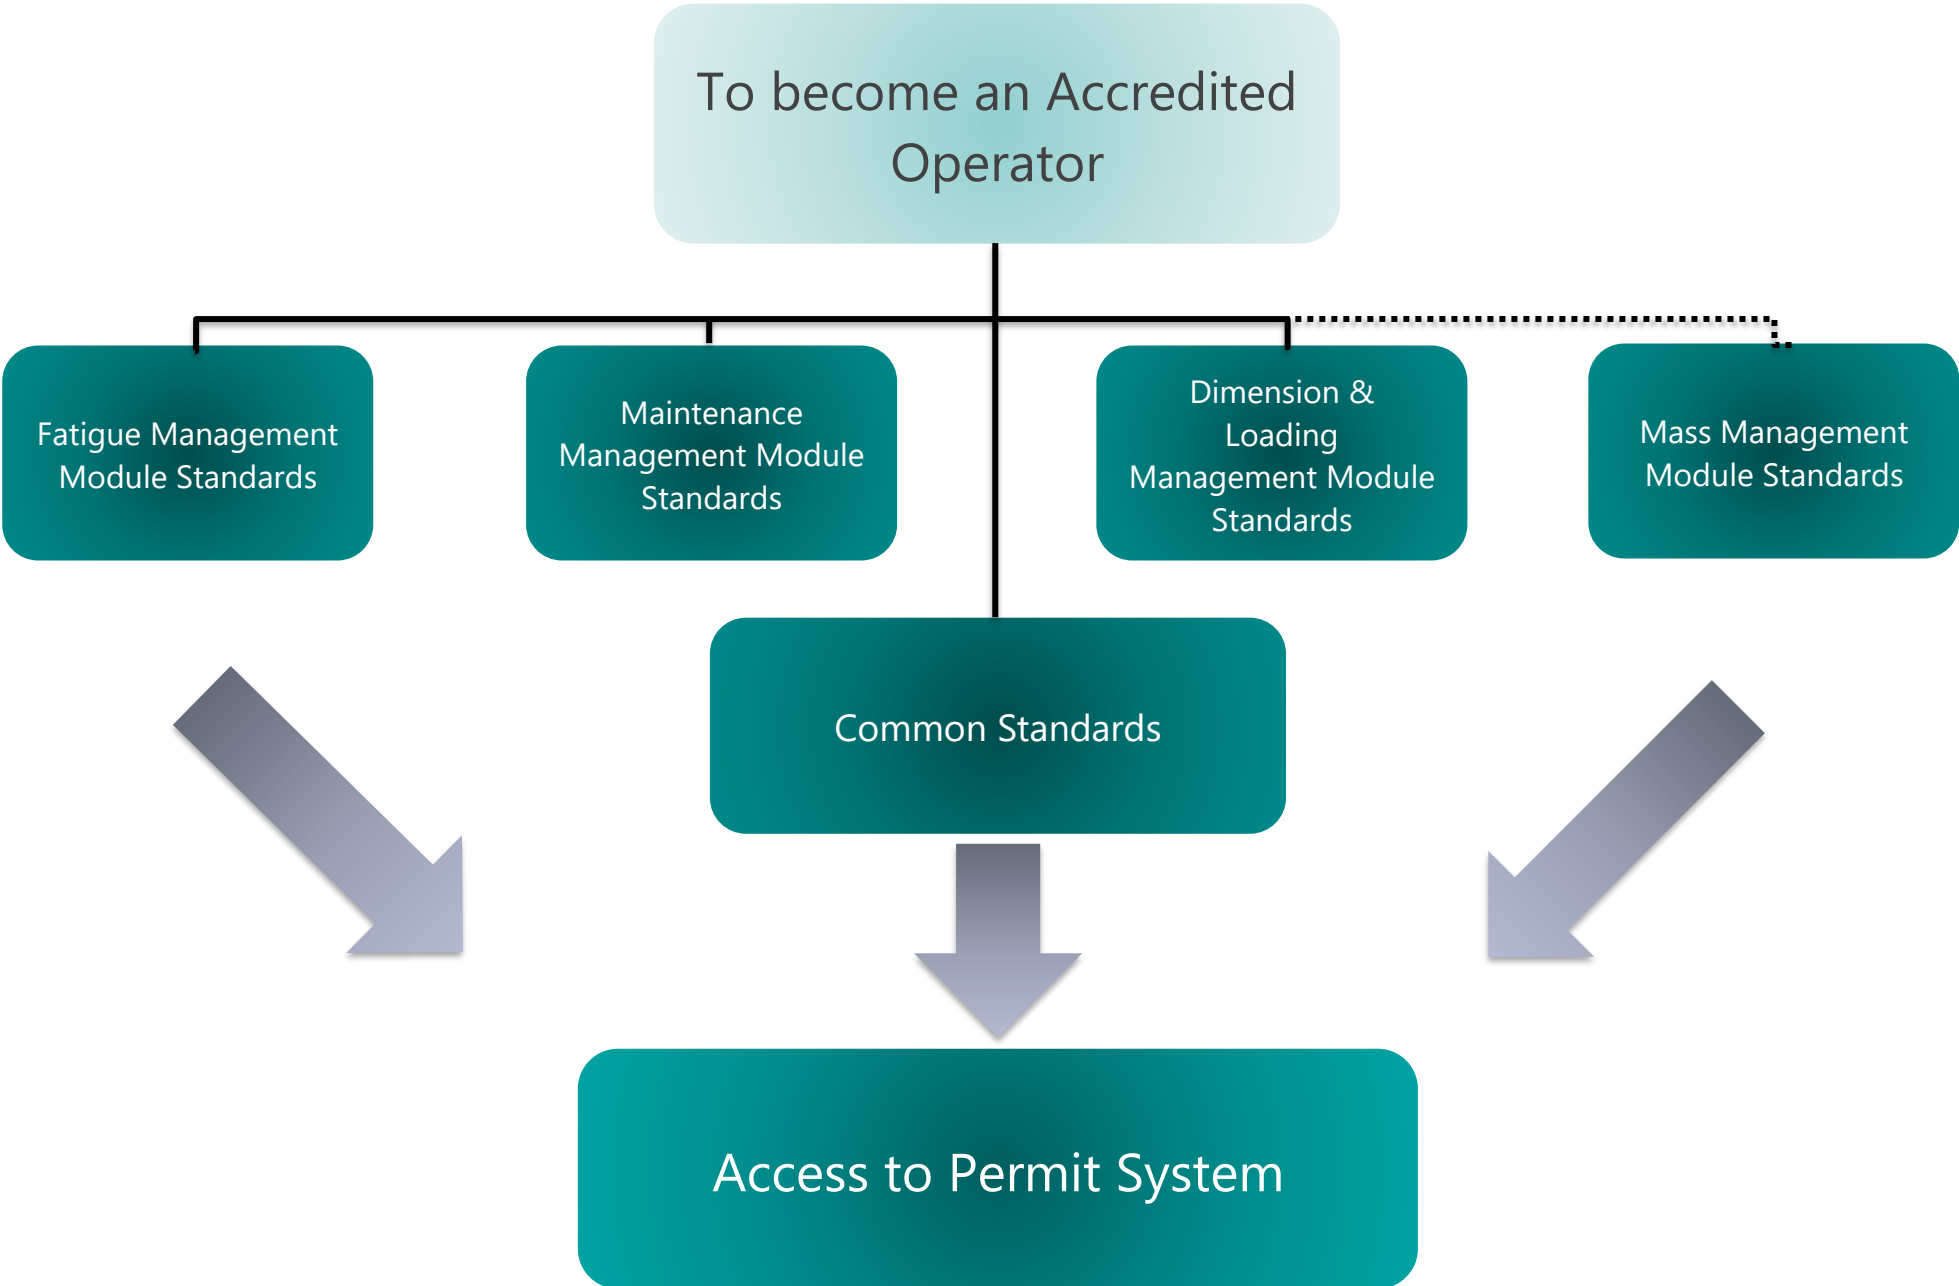 To become an Accredited
Operator
Fatigue Management
Module Standards
Maintenance
Management Module
Standards
Dimension &
Loading
Management Module
Standards
Mass Management
Module Standards
Common Standards
Access to Permit System